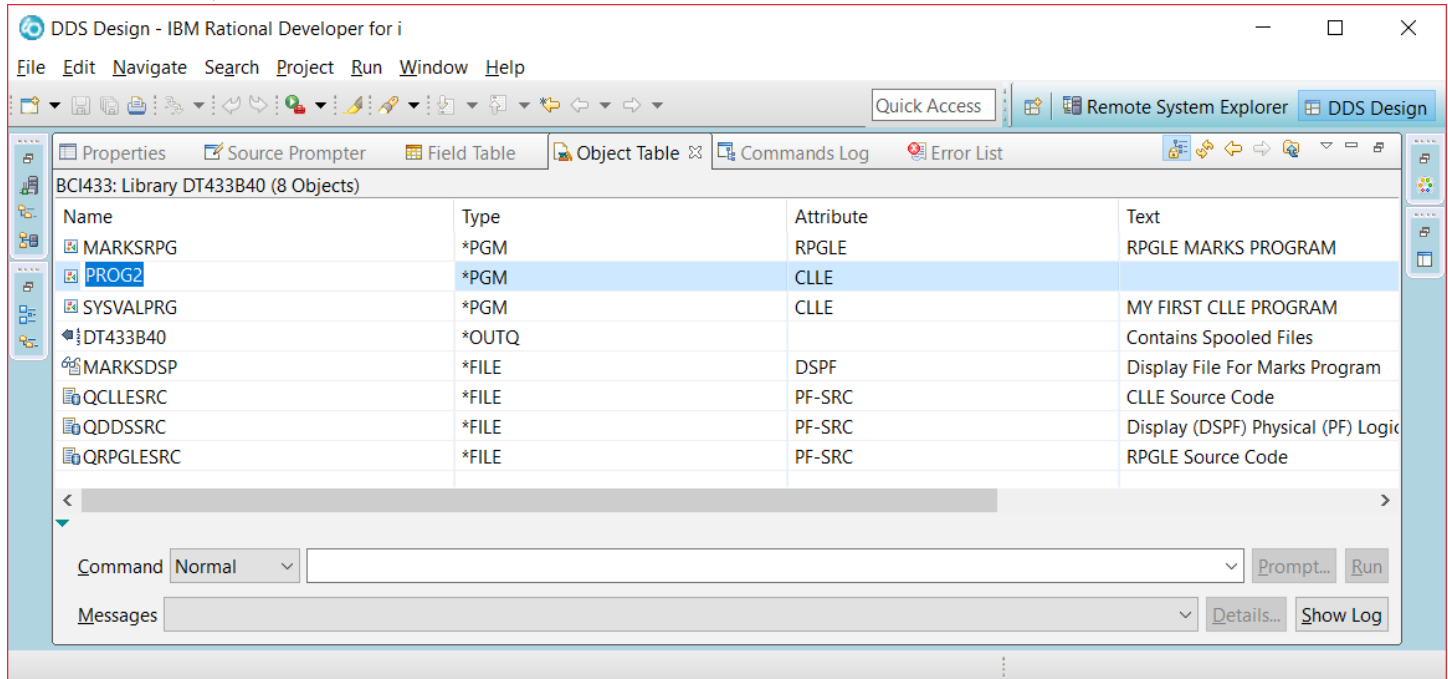 DDS Design - IBM Rational Developer for i
File Edit Navigate Search Project Run Window Help
Quick Access Remote System Explorer DDS Design
Properties Source Prompter Field Table Object Table Commands Log Error List
BCI433: Library DT433B40 (8 Objects)
Name Type Attribute Text
MARKSRPG *PGM RPGLE RPGLE MARKS PROGRAM
PROG2 *PGM CLLE
SYSVALPRG *PGM CLLE MY FIRST CLLE PROGRAM
DT433B40 *OUTQ Contains Spooled Files
MARKSDSP *FILE DSPF Display File For Marks Program
QCLLESRC *FILE PF-SRC CLLE Source Code
QDDSSRC *FILE PF-SRC Display (DSPF) Physical (PF) Logic
QRPGLESRC *FILE PF-SRC RPGLE Source Code
Command Normal Prompt... Run
Messages Details... Show Log